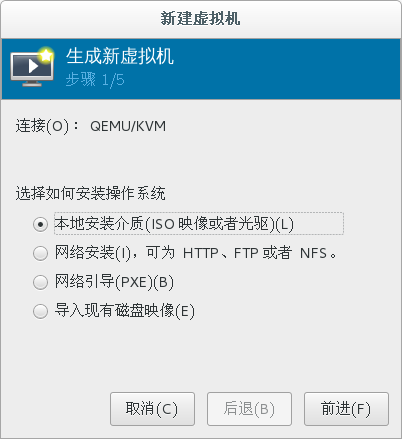 新建虚拟机
生成新虚拟机
步骤 1/5
连接(O)： QEMU/KVM
选择如何安装操作系统
本地安装介质(ISO 映像或者光驱)(L)
网络安装(I)，可为 HTTP、FTP 或者 NFS。
网络引导(PXE)(B)
导入现有磁盘映像(E)
取消(C)
后退(B)
前进(F)